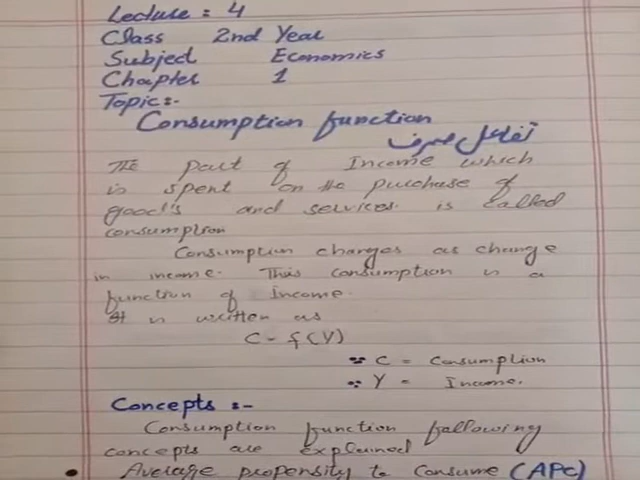 Lecture : 4
Class 2nd Year
Subject Economics
Chapter 1
Topic:-
Consumption function
تفاعل صرف
The part of Income which
is spent on the purchase of
goods and services is called
consumption
Consumption changes as change
in income. This consumption is a
function of Income.
It is written as
C - f(Y)
∵ C = Consumption
∵ Y = Income.
Concepts :-
Consumption function following
concepts are explained
• Average propensity to Consume (APC)